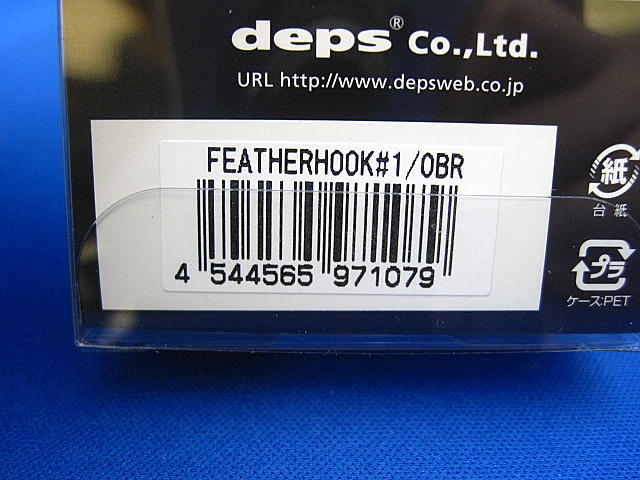 deps® Co.,Ltd.
URL http://www.depsweb.co.jp
FEATHERHOOK#1/0BR
4 544565 971079
紙
台紙
プラ
ケース:PET